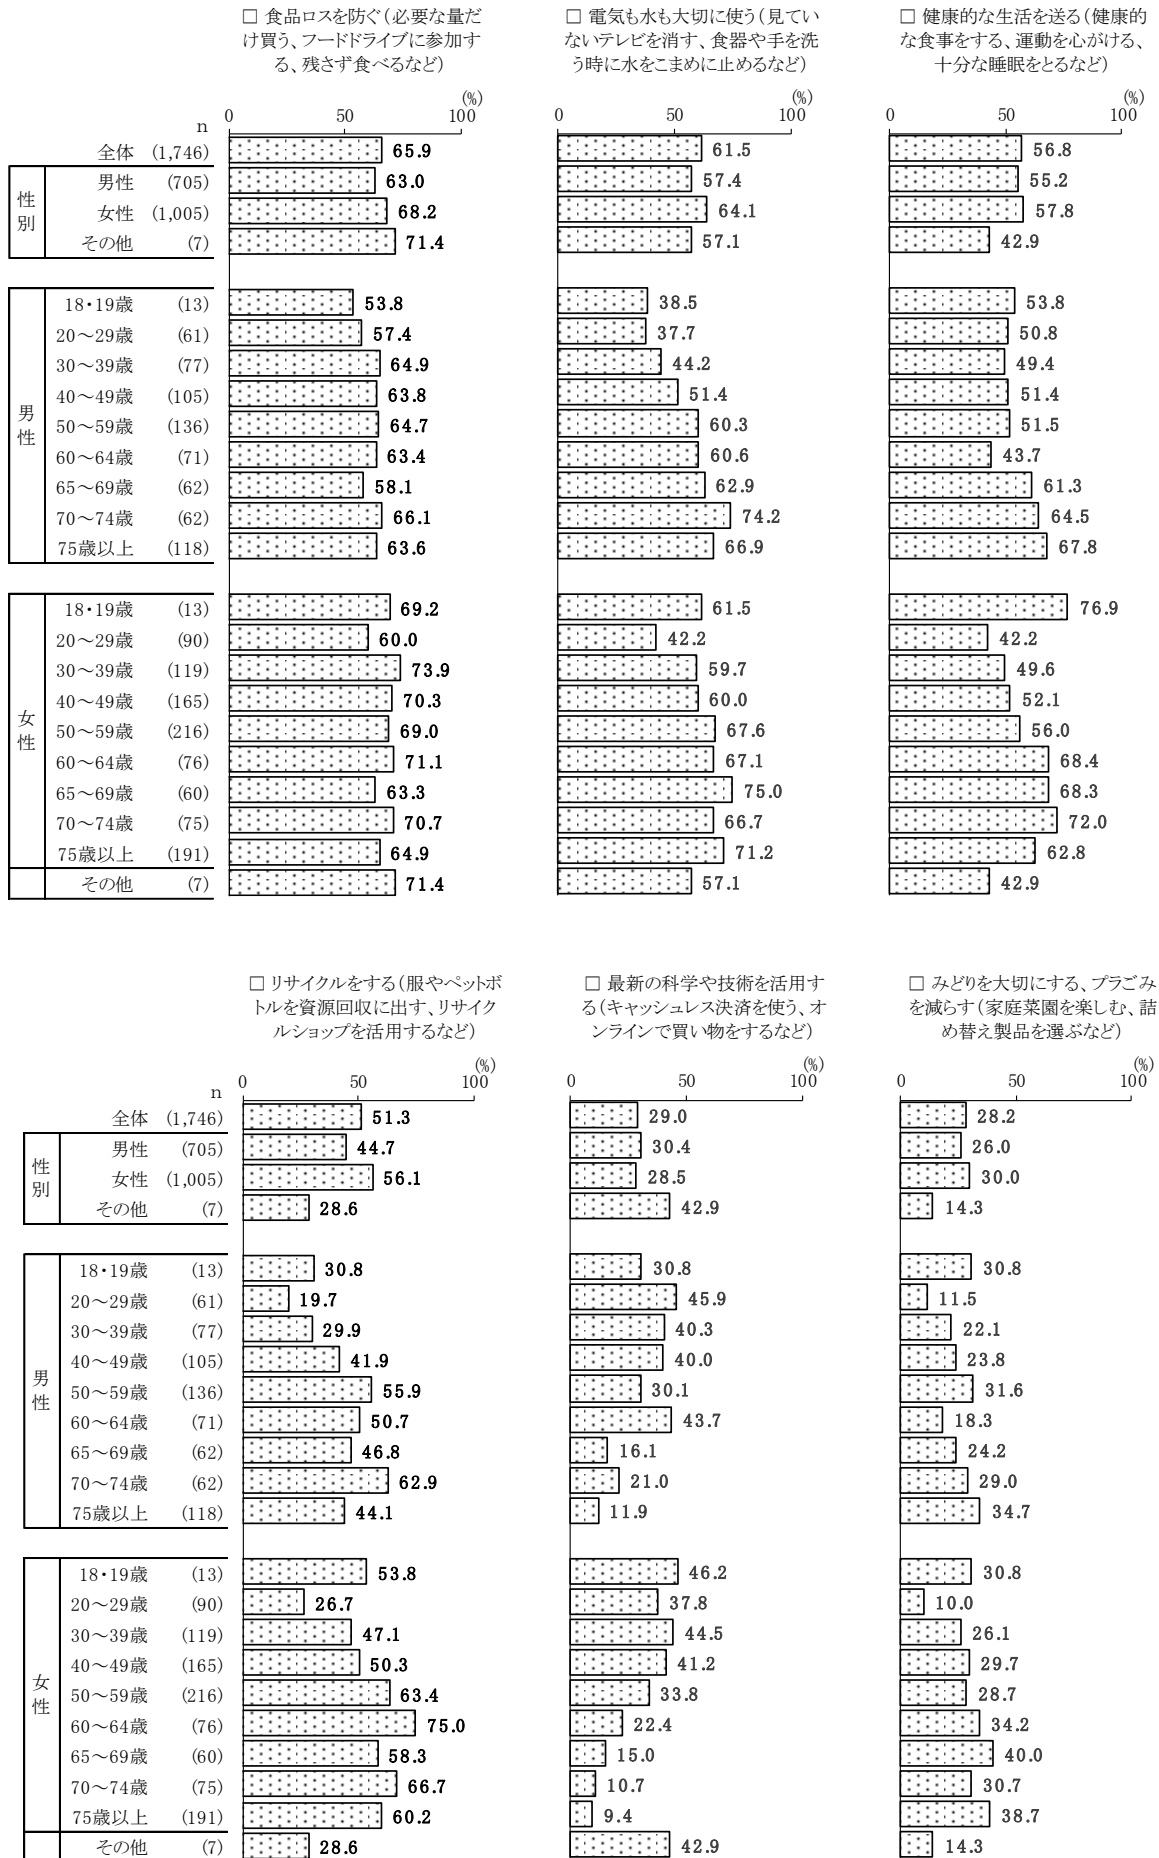 □ 食品ロスを防ぐ(必要な量だ
け買う、フードドライブに参加す
る、残さず食べるなど)
□ 電気も水も大切に使う(見てい
ないテレビを消す、食器や手を洗
う時に水をこまめに止めるなど)
□ 健康的な生活を送る(健康的
な食事をする、運動を心がける、
十分な睡眠をとるなど)
(%) (%) (%)
n 0 50 100 0 50 100 0 50 100
全体 (1,746) 65.9 61.5 56.8
性別
男性 (705) 63.0 57.4 55.2
女性 (1,005) 68.2 64.1 57.8
その他 (7) 71.4 57.1 42.9
男性
18・19歳 (13) 53.8 38.5 53.8
20～29歳 (61) 57.4 37.7 50.8
30～39歳 (77) 64.9 44.2 49.4
40～49歳 (105) 63.8 51.4 51.4
50～59歳 (136) 64.7 60.3 51.5
60～64歳 (71) 63.4 60.6 43.7
65～69歳 (62) 58.1 62.9 61.3
70～74歳 (62) 66.1 74.2 64.5
75歳以上 (118) 63.6 66.9 67.8
女性
18・19歳 (13) 69.2 61.5 76.9
20～29歳 (90) 60.0 42.2 42.2
30～39歳 (119) 73.9 59.7 49.6
40～49歳 (165) 70.3 60.0 52.1
50～59歳 (216) 69.0 67.6 56.0
60～64歳 (76) 71.1 67.1 68.4
65～69歳 (60) 63.3 75.0 68.3
70～74歳 (75) 70.7 66.7 72.0
75歳以上 (191) 64.9 71.2 62.8
その他 (7) 71.4 57.1 42.9
□ リサイクルをする(服やペットボ
トルを資源回収に出す、リサイク
ルショップを活用するなど)
□ 最新の科学や技術を活用す
る(キャッシュレス決済を使う、オ
ンラインで買い物をするなど)
□ みどりを大切にする、プラごみ
を減らす(家庭菜園を楽しむ、詰
め替え製品を選ぶなど)
(%) (%) (%)
n 0 50 100 0 50 100 0 50 100
全体 (1,746) 51.3 29.0 28.2
性別
男性 (705) 44.7 30.4 26.0
女性 (1,005) 56.1 28.5 30.0
その他 (7) 28.6 42.9 14.3
男性
18・19歳 (13) 30.8 30.8 30.8
20～29歳 (61) 19.7 45.9 11.5
30～39歳 (77) 29.9 40.3 22.1
40～49歳 (105) 41.9 40.0 23.8
50～59歳 (136) 55.9 30.1 31.6
60～64歳 (71) 50.7 43.7 18.3
65～69歳 (62) 46.8 16.1 24.2
70～74歳 (62) 62.9 21.0 29.0
75歳以上 (118) 44.1 11.9 34.7
女性
18・19歳 (13) 53.8 46.2 30.8
20～29歳 (90) 26.7 37.8 10.0
30～39歳 (119) 47.1 44.5 26.1
40～49歳 (165) 50.3 41.2 29.7
50～59歳 (216) 63.4 33.8 28.7
60～64歳 (76) 75.0 22.4 34.2
65～69歳 (60) 58.3 15.0 40.0
70～74歳 (75) 66.7 10.7 30.7
75歳以上 (191) 60.2 9.4 38.7
その他 (7) 28.6 42.9 14.3